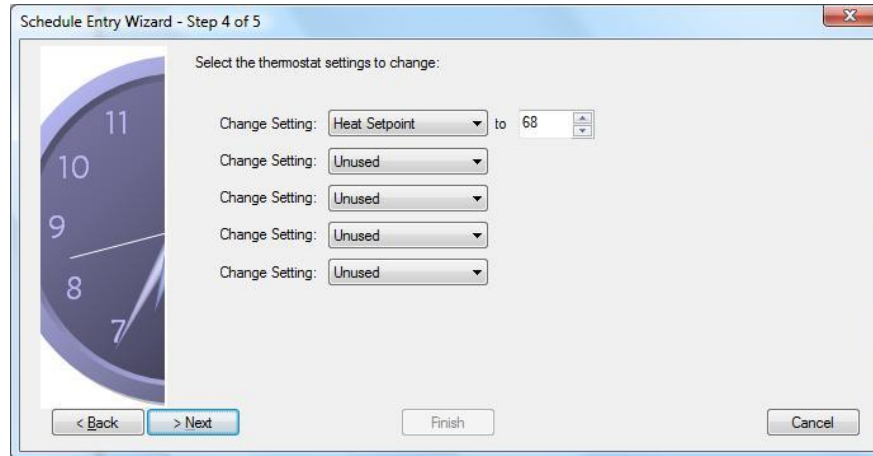 Schedule Entry Wizard - Step 4 of 5
Select the thermostat settings to change:
Change Setting: Heat Setpoint to 68
Change Setting: Unused
Change Setting: Unused
Change Setting: Unused
Change Setting: Unused
11
10
9
8
7
< Back > Next Finish Cancel